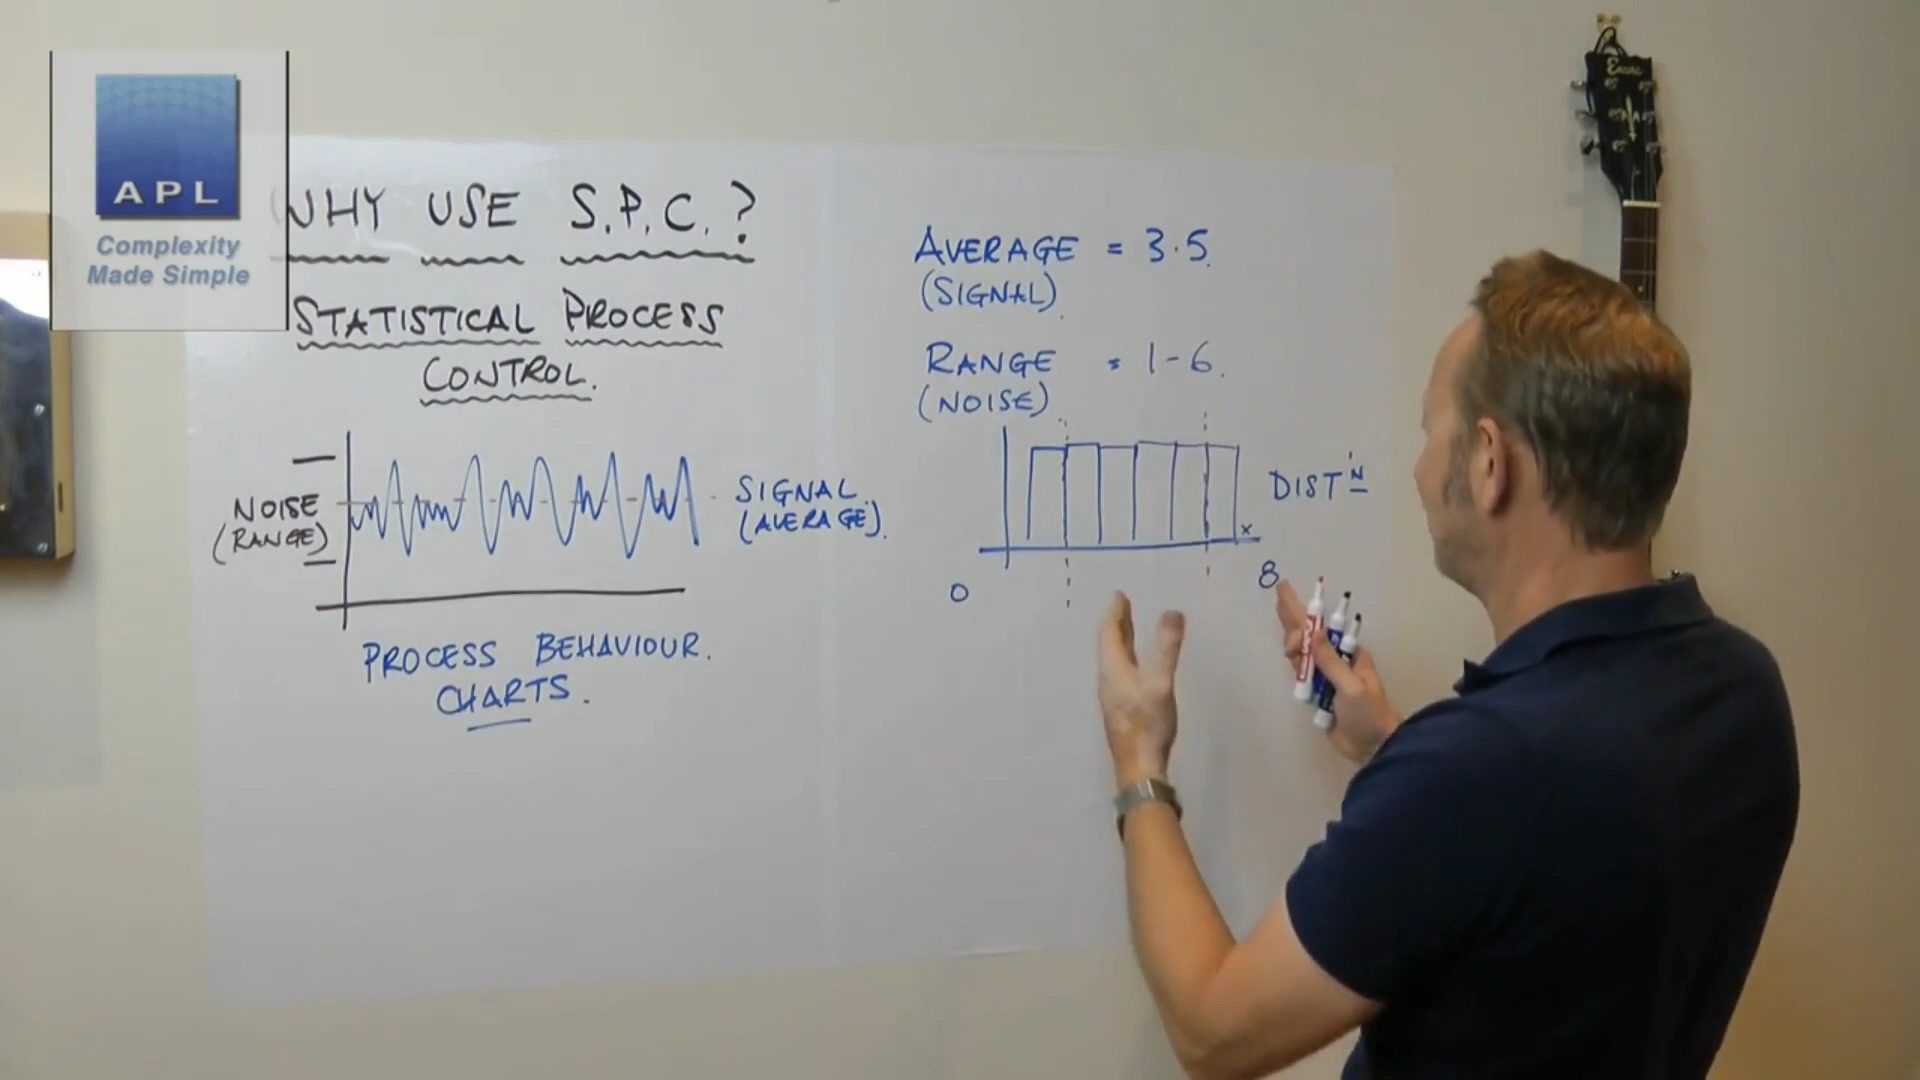 APL
Complexity
Made Simple
WHY USE S.P.C.?
STATISTICAL PROCESS
CONTROL.
NOISE
(RANGE)
SIGNAL.
(AVERAGE).
PROCESS BEHAVIOUR.
CHARTS.
AVERAGE = 3.5.
(SIGNAL).
RANGE = 1-6.
(NOISE)
DIST'N
x
0
8